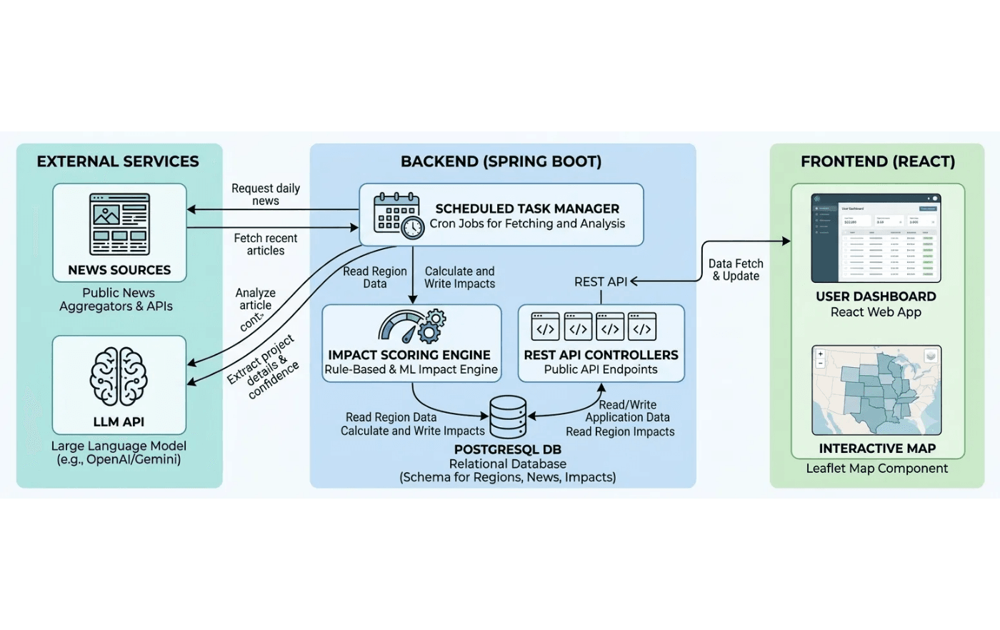 EXTERNAL SERVICES
NEWS SOURCES
Public News
Aggregators & APIs
LLM API
Large Language Model
(e.g., OpenAI/Gemini)
Request daily
news
Fetch recent
articles
Analyze
article
cont-
Extract project
details &
confidence
BACKEND (SPRING BOOT)
SCHEDULED TASK MANAGER
Cron Jobs for Fetching and Analysis
Read Region
Data
Calculate and
Write Impacts
IMPACT SCORING ENGINE
Rule-Based & ML Impact Engine
REST API
REST API CONTROLLERS
Public API Endpoints
Read Region Data
Calculate and Write Impacts
Read/Write
Application Data
Read Region Impacts
POSTGRESQL DB
Relational Database
(Schema for Regions, News, Impacts)
Data Fetch
& Update
FRONTEND (REACT)
User Dashboard
USER DASHBOARD
React Web App
+
−
INTERACTIVE MAP
Leaflet Map Component